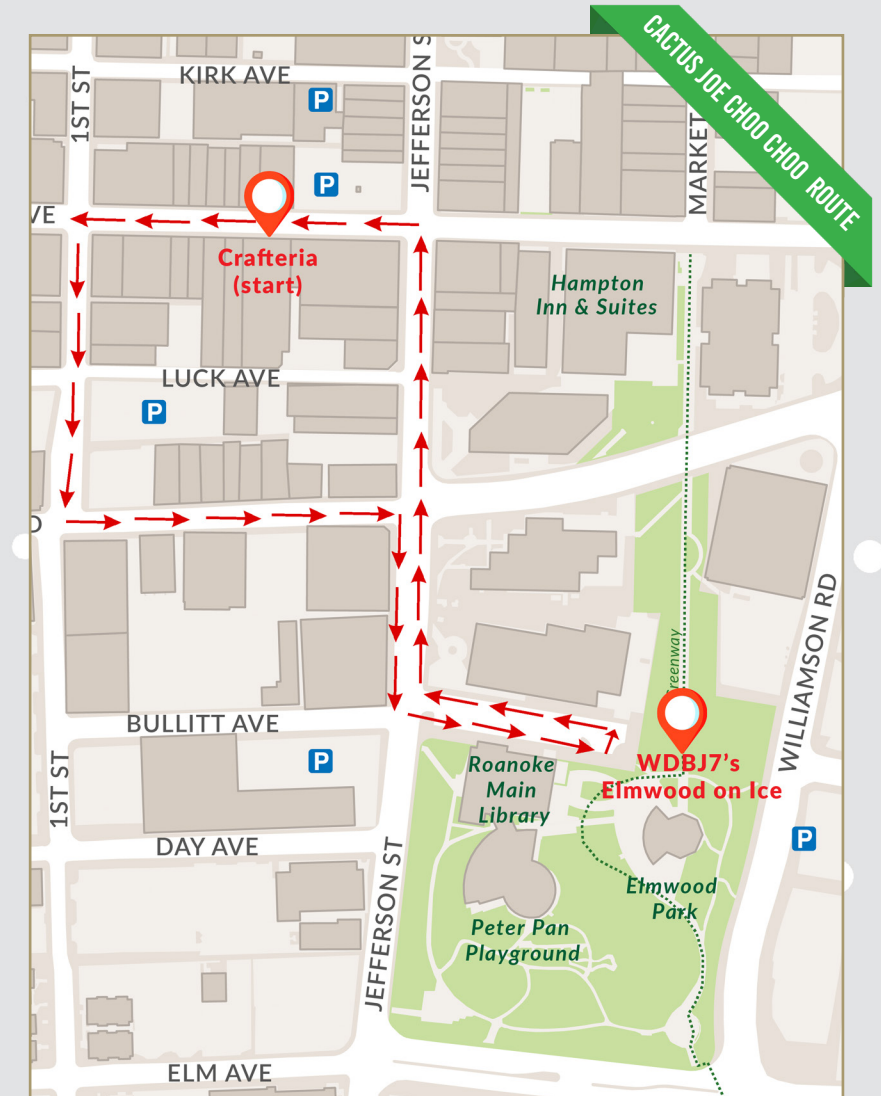 CACTUS JOE CHOO CHOO ROUTE
KIRK AVE
1ST ST
JEFFERSON S
MARKET
P
P
VE
Crafteria
(start)
Hampton
Inn & Suites
LUCK AVE
P
D
reenway
WILLIAMSON RD
BULLITT AVE
WDBJ7's
Elmwood on Ice
Roanoke
Main
Library
P
1ST ST
DAY AVE
P
JEFFERSON ST
Elmwood
Park
Peter Pan
Playground
ELM AVE